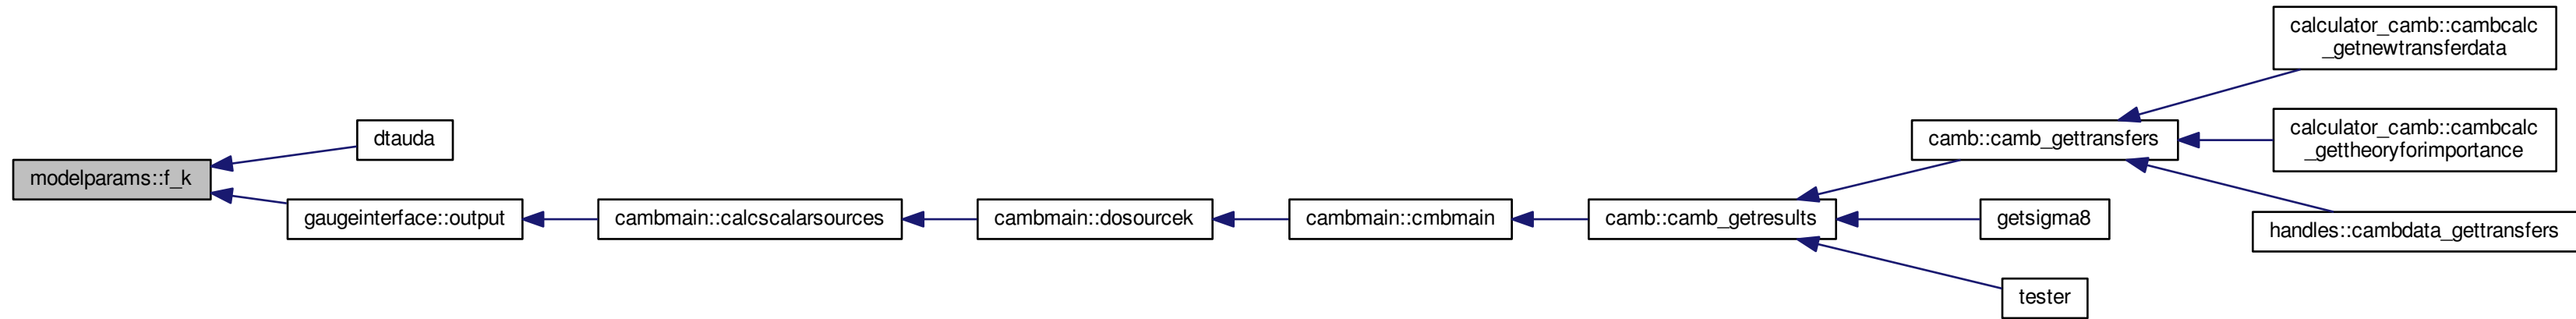 modelparams::f_k
dtauda
gaugeinterface::output
cambmain::calcscalarsources
cambmain::dosourcek
cambmain::cmbmain
camb::camb_getresults
camb::camb_gettransfers
getsigma8
tester
calculator_camb::cambcalc
_getnewtransferdata
calculator_camb::cambcalc
_gettheoryforimportance
handles::cambdata_gettransfers